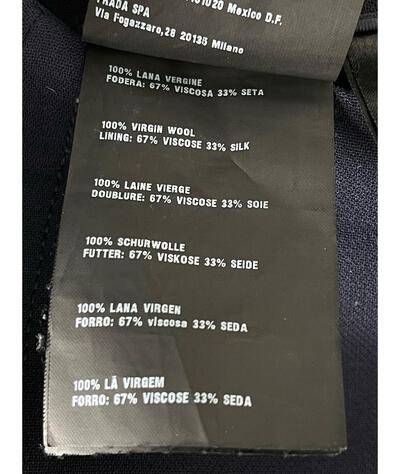 01020 Mexico D.F.
PRADA SPA
Via Fogazzaro,28 20135 Milano
100% LANA VERGINE
FODERA: 67% VISCOSA 33% SETA
100% VIRGIN WOOL
LINING: 67% VISCOSE 33% SILK
100% LAINE VIERGE
DOUBLURE: 67% VISCOSE 33% SOIE
100% SCHURWOLLE
FUTTER: 67% VISKOSE 33% SEIDE
100% LANA VIRGEN
FORRO: 67% viscosa 33% SEDA
100% LÃ VIRGEM
FORRO: 67% VISCOSE 33% SEDA